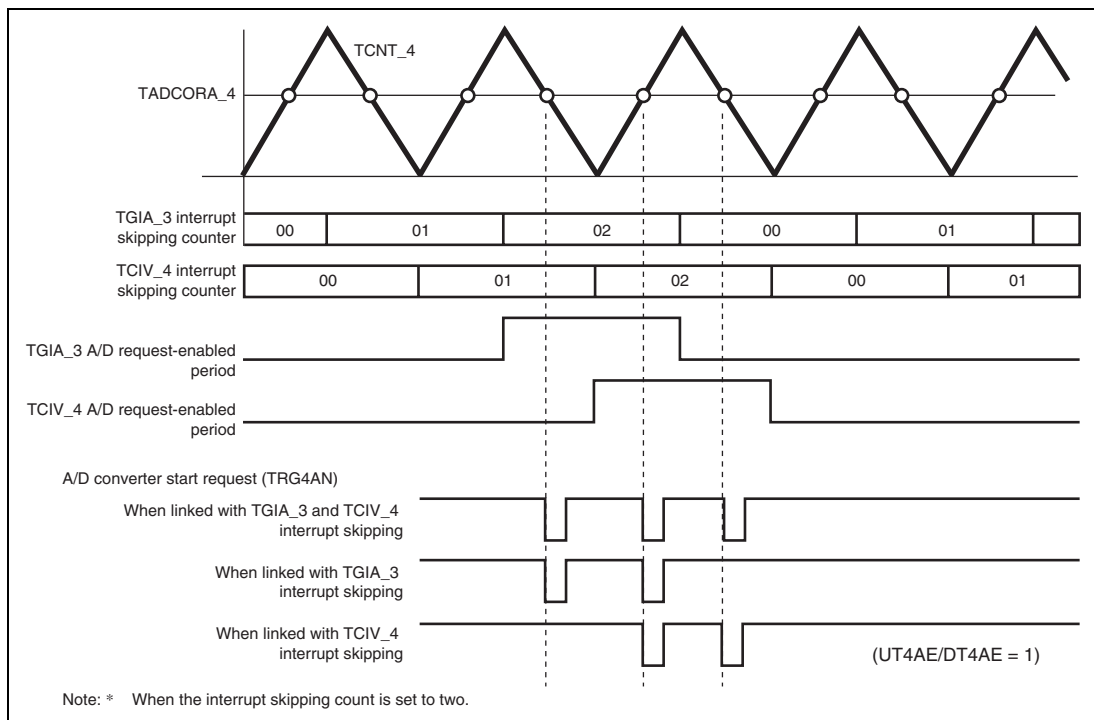 TCNT_4
TADCORA_4
TGIA_3 interrupt
skipping counter
00 01 02 00 01
TCIV_4 interrupt
skipping counter
00 01 02 00 01
TGIA_3 A/D request-enabled
period
TCIV_4 A/D request-enabled
period
A/D converter start request (TRG4AN)
When linked with TGIA_3 and TCIV_4
interrupt skipping
When linked with TGIA_3
interrupt skipping
When linked with TCIV_4
interrupt skipping
(UT4AE/DT4AE = 1)
Note: * When the interrupt skipping count is set to two.